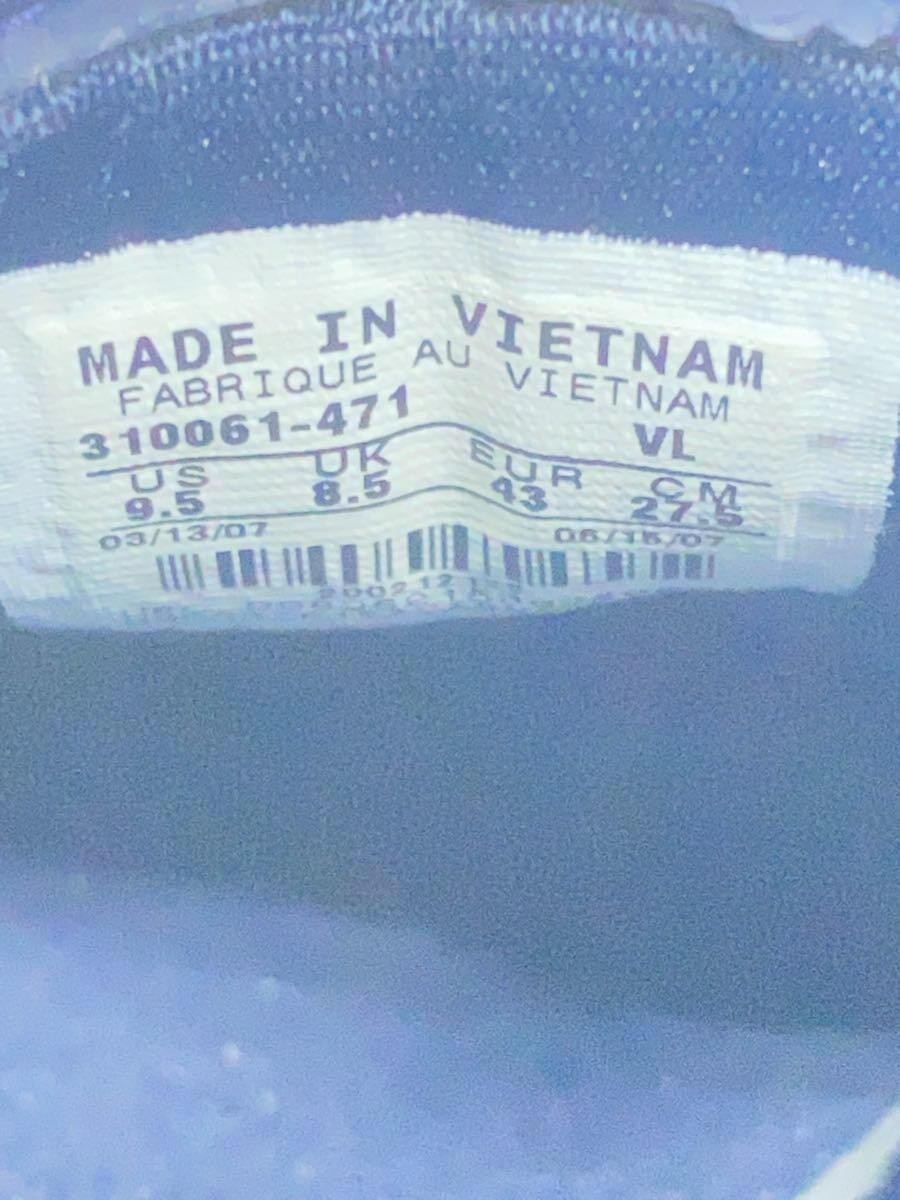 MADE IN VIETNAM
FABRIQUE AU VIETNAM
310061-471 VL
US UK EUR CM
9.5 8.5 43 27.5
03/13/07 06/15/07